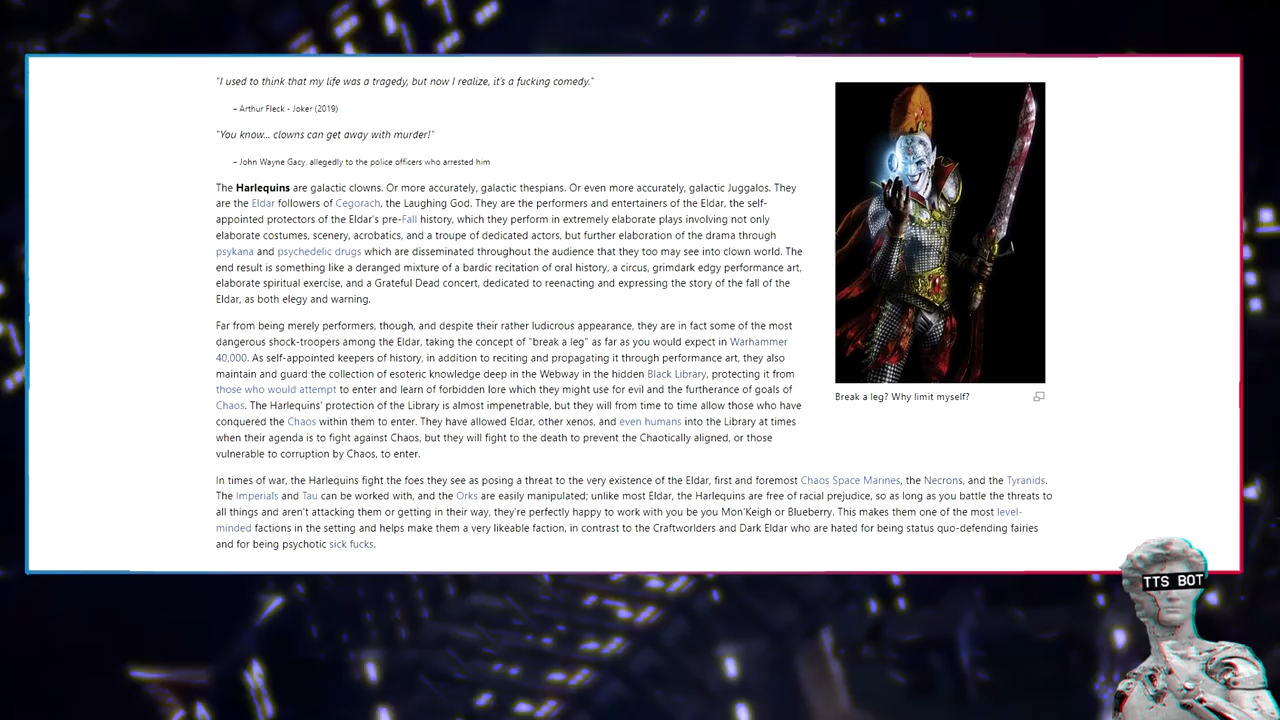 "I used to think that my life was a tragedy, but now I realize, it's a fucking comedy."
– Arthur Fleck - Joker (2019)
"You know... clowns can get away with murder!"
– John Wayne Gacy, allegedly to the police officers who arrested him
The Harlequins are galactic clowns. Or more accurately, galactic thespians. Or even more accurately, galactic Juggalos. They
are the Eldar followers of Cegorach, the Laughing God. They are the performers and entertainers of the Eldar, the self-
appointed protectors of the Eldar's pre-Fall history, which they perform in extremely elaborate plays involving not only
elaborate costumes, scenery, acrobatics, and a troupe of dedicated actors, but further elaboration of the drama through
psykana and psychedelic drugs which are disseminated throughout the audience that they too may see into clown world. The
end result is something like a deranged mixture of a bardic recitation of oral history, a circus, grimdark edgy performance art,
elaborate spiritual exercise, and a Grateful Dead concert, dedicated to reenacting and expressing the story of the fall of the
Eldar, as both elegy and warning.
Far from being merely performers, though, and despite their rather ludicrous appearance, they are in fact some of the most
dangerous shock-troopers among the Eldar, taking the concept of "break a leg" as far as you would expect in Warhammer
40,000. As self-appointed keepers of history, in addition to reciting and propagating it through performance art, they also
maintain and guard the collection of esoteric knowledge deep in the Webway in the hidden Black Library, protecting it from
those who would attempt to enter and learn of forbidden lore which they might use for evil and the furtherance of goals of
Chaos. The Harlequins' protection of the Library is almost impenetrable, but they will from time to time allow those who have
conquered the Chaos within them to enter. They have allowed Eldar, other xenos, and even humans into the Library at times
when their agenda is to fight against Chaos, but they will fight to the death to prevent the Chaotically aligned, or those
vulnerable to corruption by Chaos, to enter.
Break a leg? Why limit myself?
In times of war, the Harlequins fight the foes they see as posing a threat to the very existence of the Eldar, first and foremost Chaos Space Marines, the Necrons, and the Tyranids.
The Imperials and Tau can be worked with, and the Orks are easily manipulated; unlike most Eldar, the Harlequins are free of racial prejudice, so as long as you battle the threats to
all things and aren't attacking them or getting in their way, they're perfectly happy to work with you be you Mon'Keigh or Blueberry. This makes them one of the most level-
minded factions in the setting and helps make them a very likeable faction, in contrast to the Craftworlders and Dark Eldar who are hated for being status quo-defending fairies
and for being psychotic sick fucks.
TTS BOT